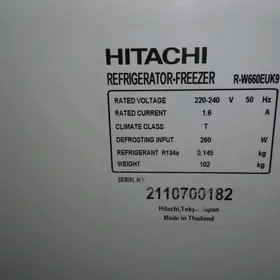 HITACHI
REFRIGERATOR-FREEZER R-W660EUK9
RATED VOLTAGE 220-240 V 50 Hz
RATED CURRENT 1.6 A
CLIMATE CLASS T
DEFROSTING INPUT 260 W
REFRIGERANT R134a 0.145 kg
WEIGHT 102 kg
SERIAL NO.
2110700182
Hitachi,Tokyo Japan
Made in Thailand